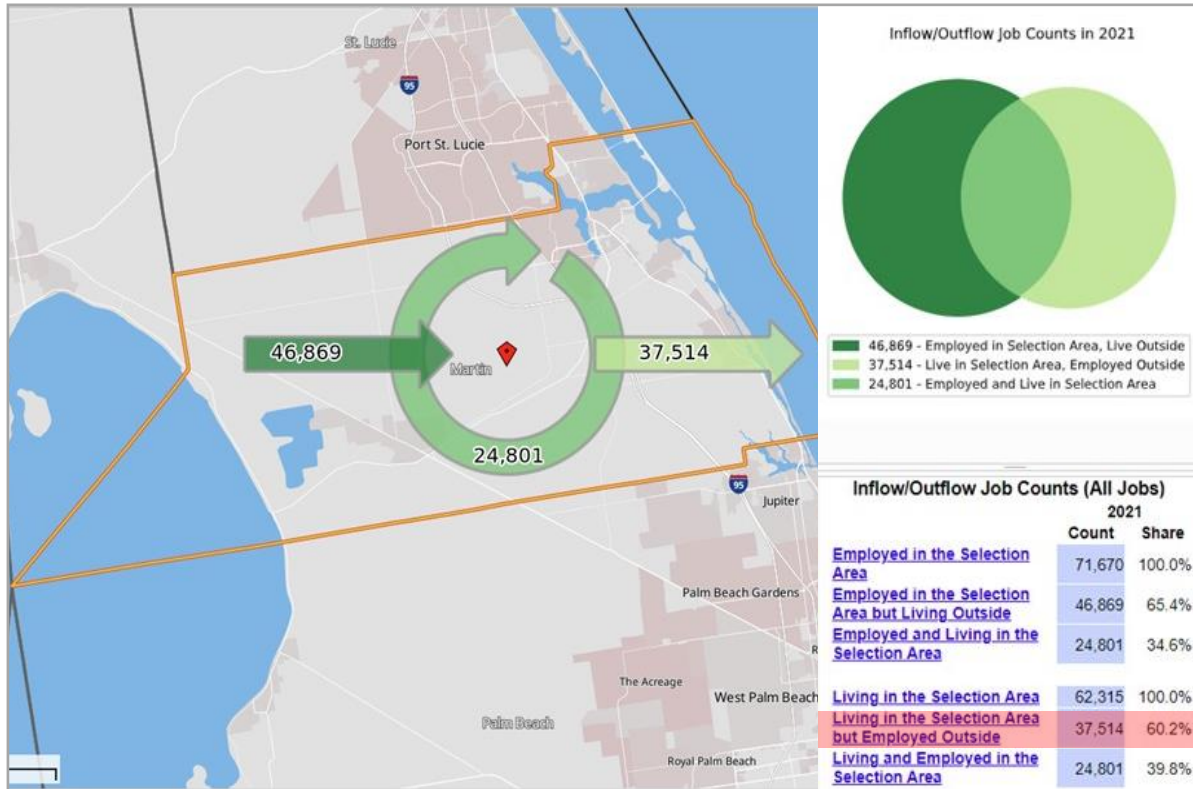 St. Lucie
95
Port St. Lucie
46,869
37,514
Martin
24,801
95
Jupiter
Palm Beach Gardens
The Acreage
West Palm Beach
Palm Beach
Royal Palm Beach
Inflow/Outflow Job Counts in 2021
46,869 - Employed in Selection Area, Live Outside
37,514 - Live in Selection Area, Employed Outside
24,801 - Employed and Live in Selection Area
Inflow/Outflow Job Counts (All Jobs)
2021
Count Share
Employed in the Selection
Area 71,670 100.0%
Employed in the Selection
Area but Living Outside 46,869 65.4%
Employed and Living in the
Selection Area 24,801 34.6%
Living in the Selection Area 62,315 100.0%
Living in the Selection Area
but Employed Outside 37,514 60.2%
Living and Employed in the
Selection Area 24,801 39.8%